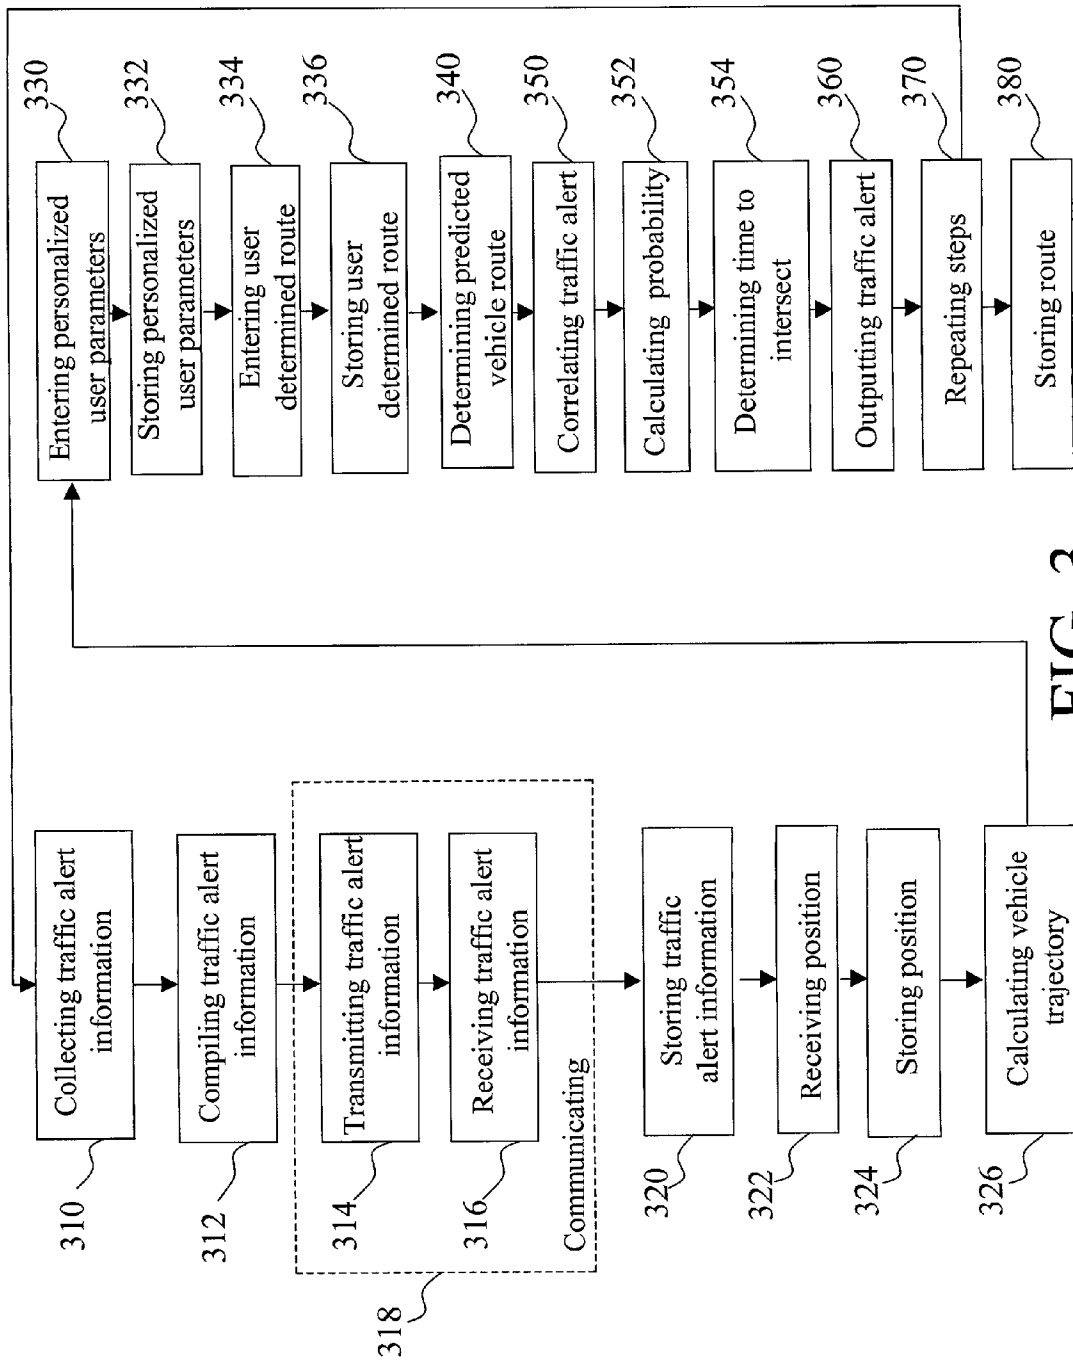 310
Collecting traffic alert
information
312
Compiling traffic alert
information
314
Transmitting traffic alert
information
316
Receiving traffic alert
information
318
Communicating
320
Storing traffic
alert information
322
Receiving position
324
Storing position
326
Calculating vehicle
trajectory
Entering personalized
user parameters
330
Storing personalized
user parameters
332
Entering user
determined route
334
Storing user
determined route
336
Determining predicted
vehicle route
340
Correlating traffic alert
350
Calculating probability
352
Determining time to
intersect
354
Outputting traffic alert
360
Repeating steps
370
Storing route
380
FIG. 3